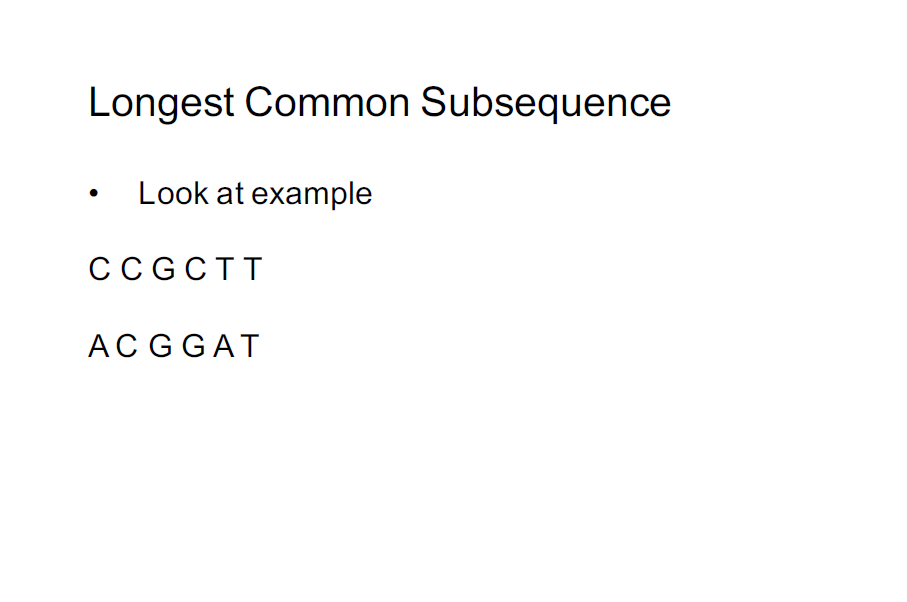 Longest Common Subsequence
• Look at example
C C G C T T
A C G G A T